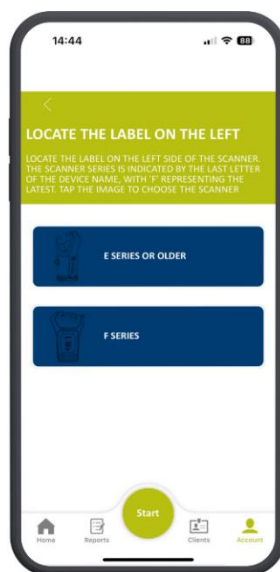 14:44
88
LOCATE THE LABEL ON THE LEFT
LOCATE THE LABEL ON THE LEFT SIDE OF THE SCANNER.
THE SCANNER SERIES IS INDICATED BY THE LAST LETTER
OF THE DEVICE NAME, WITH 'F' REPRESENTING THE
LATEST. TAP THE IMAGE TO CHOOSE THE SCANNER
E SERIES OR OLDER
F SERIES
Start
Home
Reports
Clients
Account